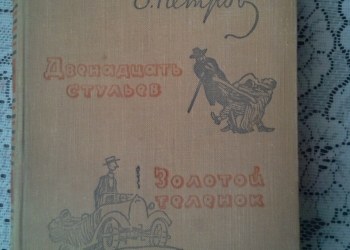 Е. Петров
Двенадцать
стульев
Золотой
теленок